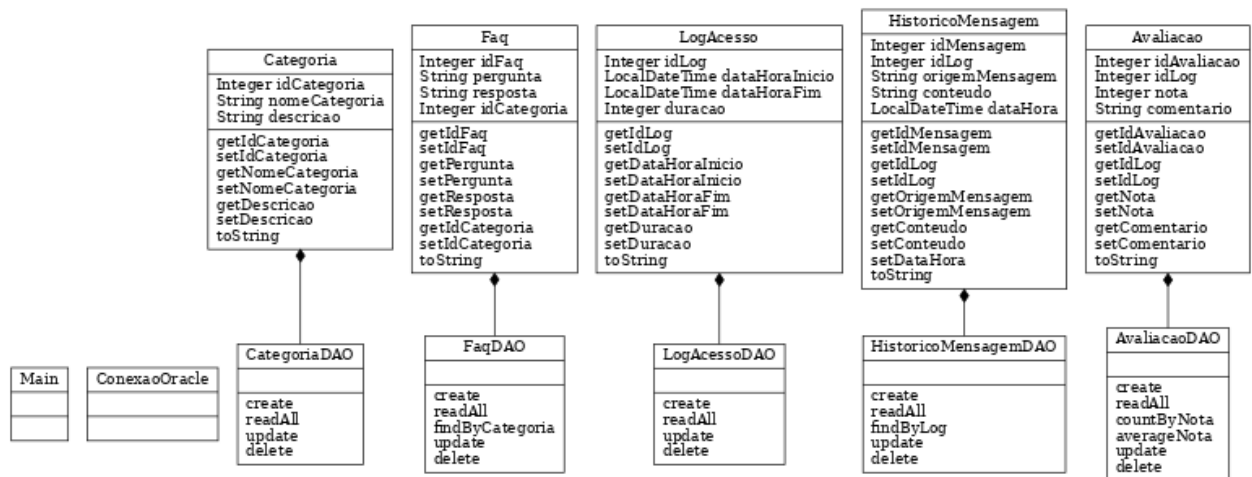 Categoria
Integer idCategoria
String nomeCategoria
String descricao
getIdCategoria
setIdCategoria
getNomeCategoria
setNomeCategoria
getDescricao
setDescricao
toString
Faq
Integer idFaq
String pergunta
String resposta
Integer idCategoria
getIdFaq
setIdFaq
getPergunta
setPergunta
getResposta
setResposta
getIdCategoria
setIdCategoria
toString
LogAcesso
Integer idLog
LocalDateTime dataHoraInicio
LocalDateTime dataHoraFim
Integer duracao
getIdLog
setIdLog
getDataHoraInicio
setDataHoraInicio
getDataHoraFim
setDataHoraFim
getDuracao
setDuracao
toString
HistoricoMensagem
Integer idMensagem
Integer idLog
String origemMensagem
String conteudo
LocalDateTime dataHora
getIdMensagem
setIdMensagem
getIdLog
setIdLog
getOrigemMensagem
setOrigemMensagem
getConteudo
setConteudo
setDataHora
toString
Avaliacao
Integer idAvaliacao
Integer idLog
Integer nota
String comentario
getIdAvaliacao
setIdAvaliacao
getIdLog
setIdLog
getNota
setNota
getComentario
setComentario
toString
Main
ConexaoOracle
CategoriaDAO
create
readAll
update
delete
FaqDAO
create
readAll
findByCategoria
update
delete
LogAcessoDAO
create
readAll
update
delete
HistoricoMensagemDAO
create
readAll
findByLog
update
delete
AvaliacaoDAO
create
readAll
countByNota
averageNota
update
delete